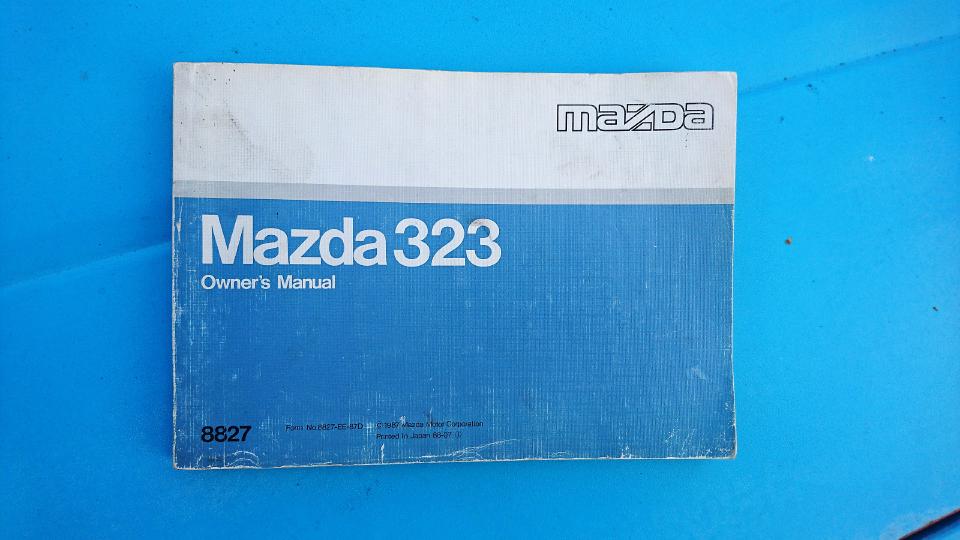 mazda
Mazda 323
Owner's Manual
8827
Form No.8827-EE-87D
©1987 Mazda Motor Corporation
Printed In Japan